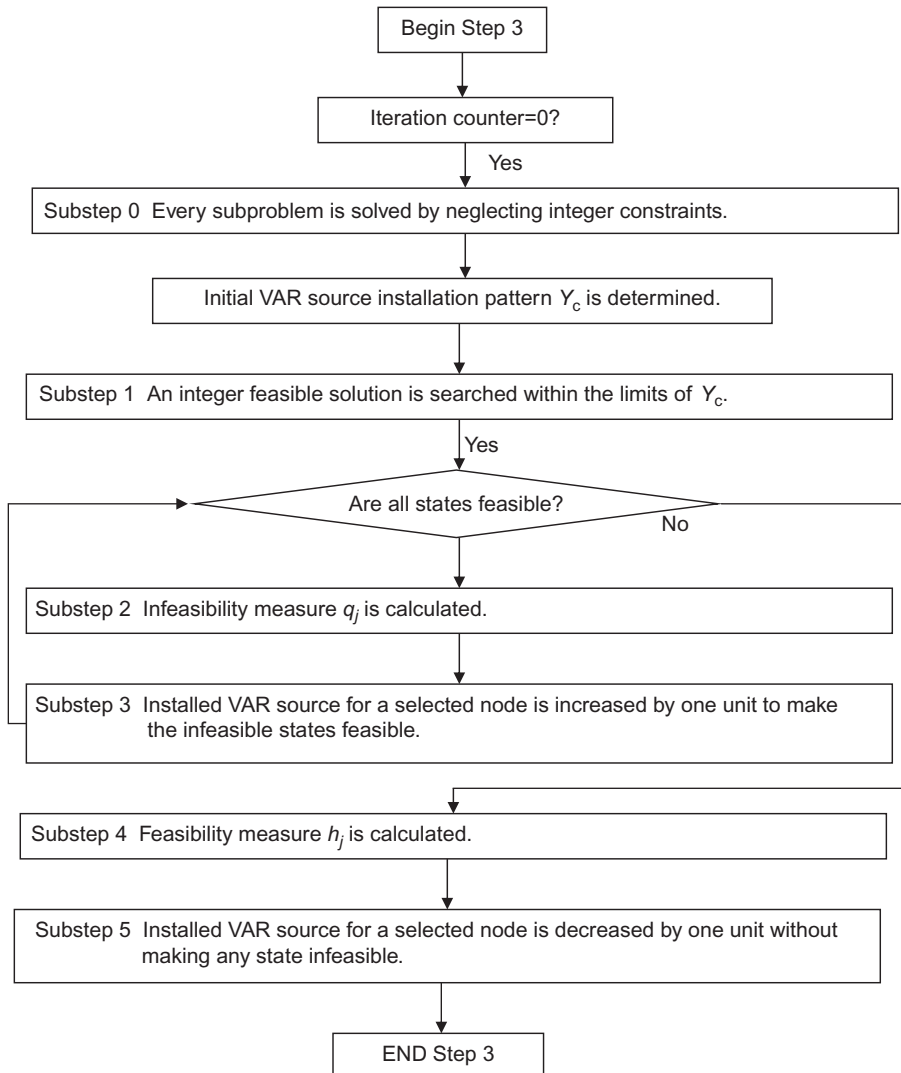 Begin Step 3
Iteration counter=0?
Yes
Substep 0 Every subproblem is solved by neglecting integer constraints.
Initial VAR source installation pattern Yc is determined.
Substep 1 An integer feasible solution is searched within the limits of Yc.
Yes
Are all states feasible?
No
Substep 2 Infeasibility measure qj is calculated.
Substep 3 Installed VAR source for a selected node is increased by one unit to make
the infeasible states feasible.
Substep 4 Feasibility measure hj is calculated.
Substep 5 Installed VAR source for a selected node is decreased by one unit without
making any state infeasible.
END Step 3